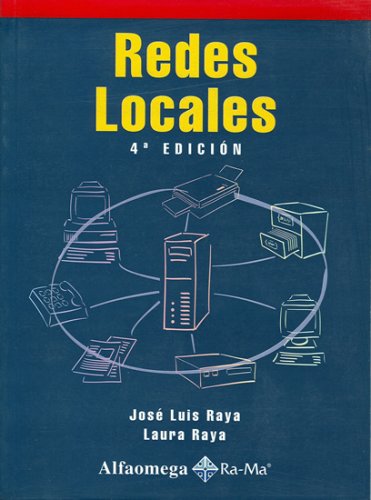 Redes
Locales
4ª EDICIÓN
José Luis Raya
Laura Raya
Alfaomega Ra-Ma®